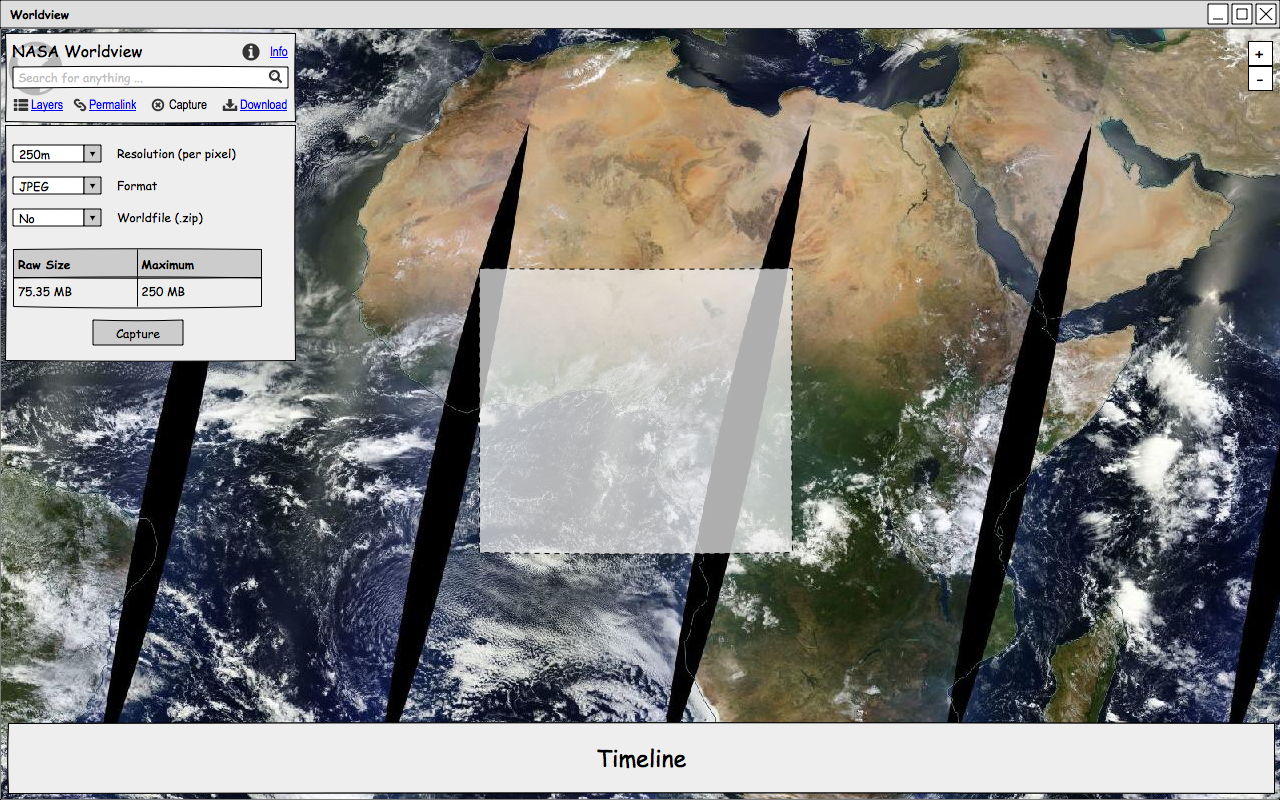 Worldview
NASA Worldview
Info
Search for anything ...
Layers Permalink Capture Download
250m Resolution (per pixel)
JPEG Format
No Worldfile (.zip)
Raw Size Maximum
75.35 MB 250 MB
Capture
+
-
Timeline